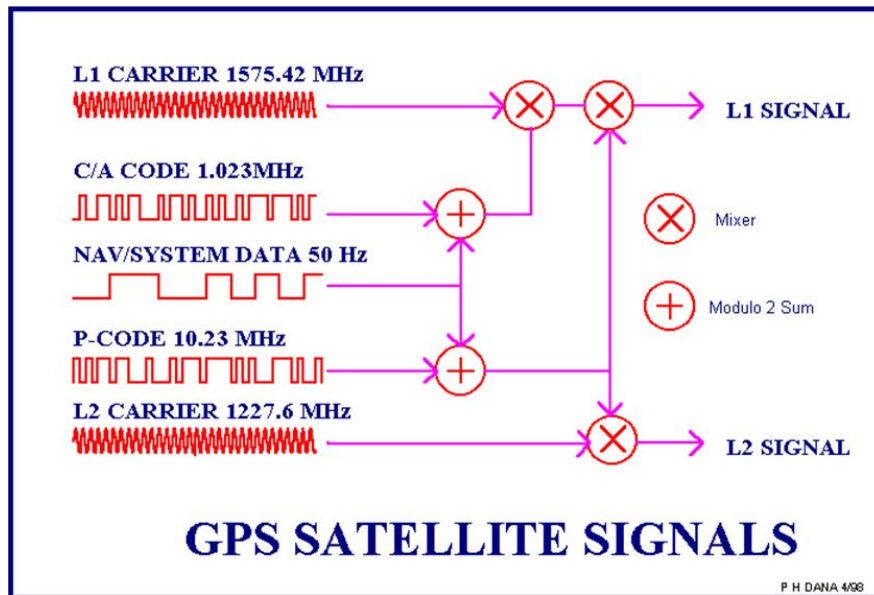 L1 CARRIER 1575.42 MHz
L1 SIGNAL
C/A CODE 1.023MHz
Mixer
NAV/SYSTEM DATA 50 Hz
Modulo 2 Sum
P-CODE 10.23 MHz
L2 CARRIER 1227.6 MHz
L2 SIGNAL
GPS SATELLITE SIGNALS
P H DANA 4/98